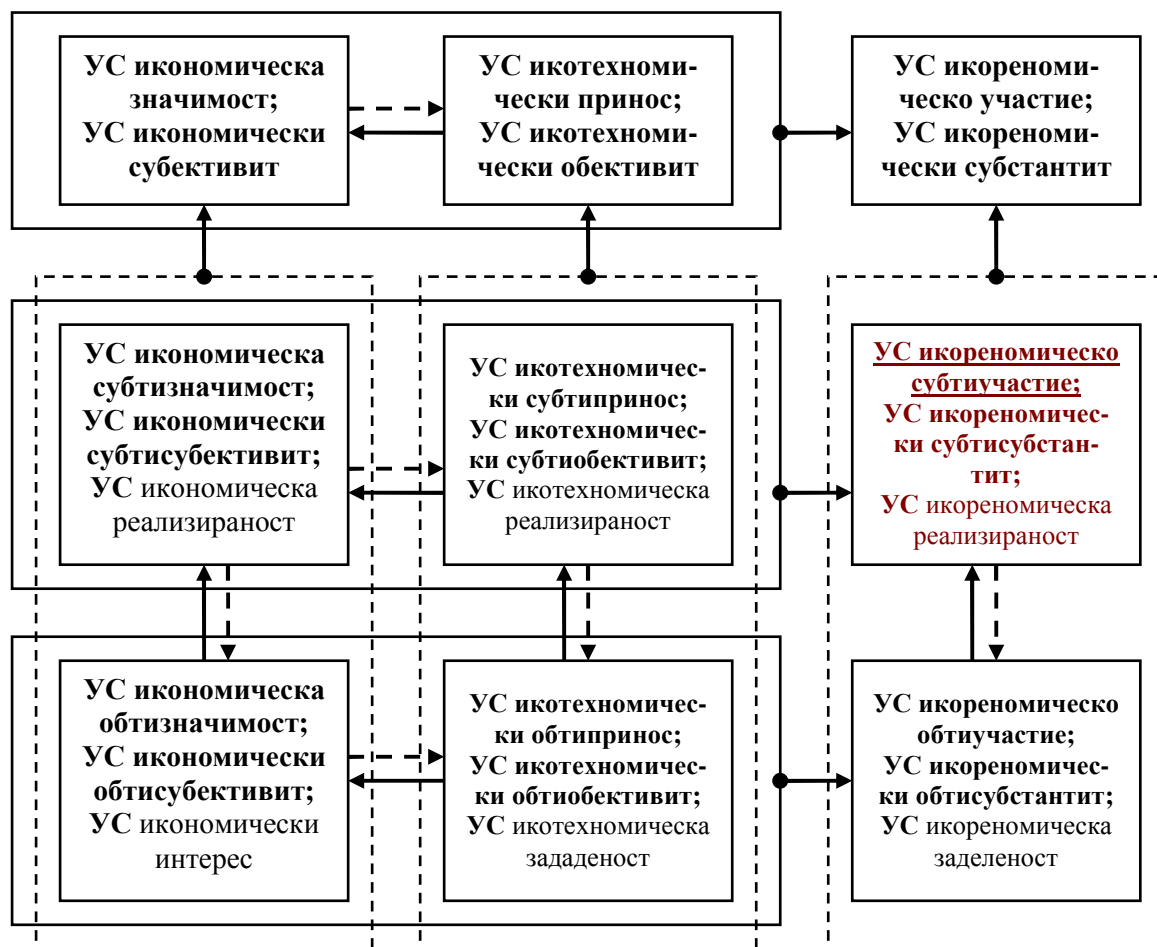 УС икономическа
значимост;
УС икономически
субективит
УС икотехноми-
чески принос;
УС икотехноми-
чески обективит
УС икореноми-
ческо участие;
УС икореноми-
чески субстантит
УС икономическа
субтизначимост;
УС икономически
субтисубективит;
УС икономическа
реализираност
УС икотехномичес-
ки субтипринос;
УС икотехномичес-
ки субтиобективит;
УС икотехномическа
реализираност
УС икореномическо
субтиучастие;
УС икореномичес-
ки субтисубстан-
тит;
УС икореномическа
реализираност
УС икономическа
обтизначимост;
УС икономически
обтисубективит;
УС икономически
интерес
УС икотехномичес-
ки обтипринос;
УС икотехномичес-
ки обтиобективит;
УС икотехномическа
зададеност
УС икореномическо
обтиучастие;
УС икореномичес-
ки обтисубстантит;
УС икореномическа
заделеност